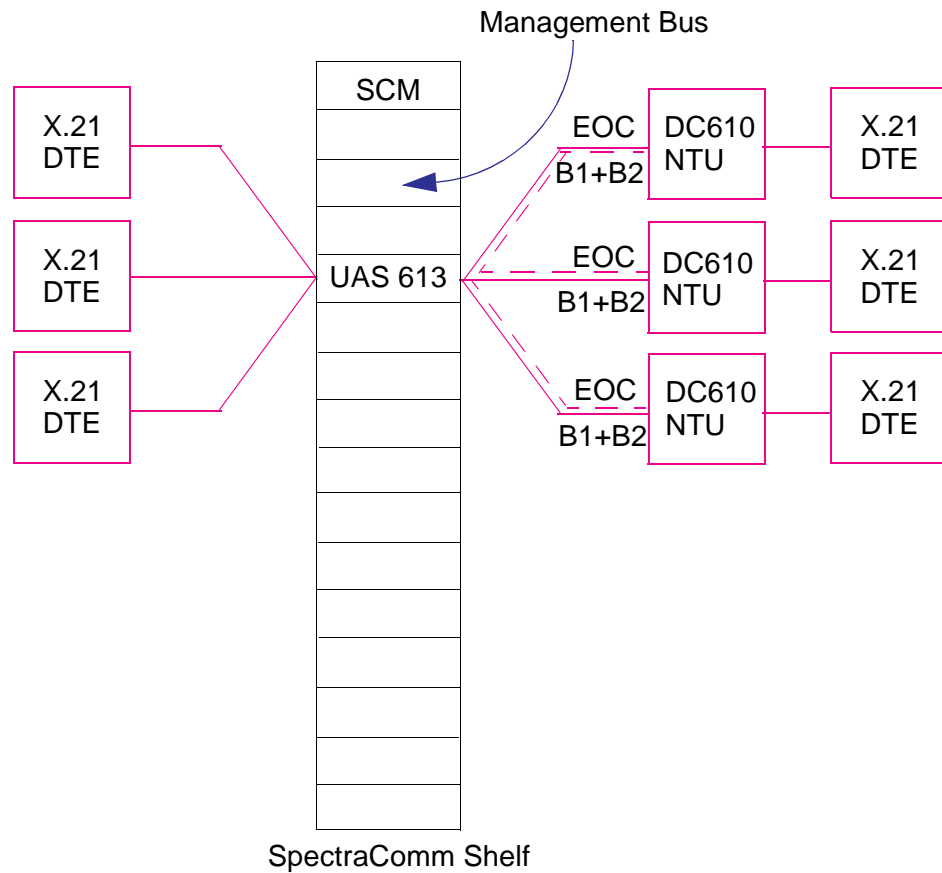 Management Bus
SCM
X.21
DTE
X.21
DTE
X.21
DTE
UAS 613
EOC
B1+B2
DC610
NTU
X.21
DTE
EOC
B1+B2
DC610
NTU
X.21
DTE
EOC
B1+B2
DC610
NTU
X.21
DTE
SpectraComm Shelf